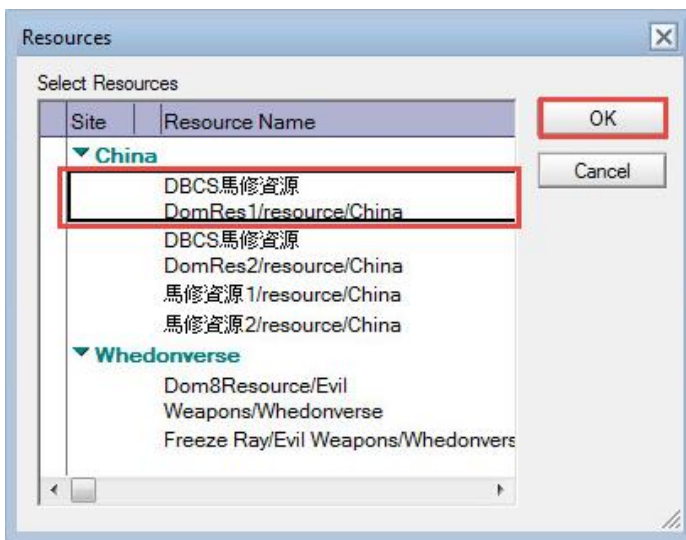 Resources
Select Resources
Site Resource Name
OK
China
Cancel
DBCS馬修資源
DomRes1/resource/China
DBCS馬修資源
DomRes2/resource/China
馬修資源1/resource/China
馬修資源2/resource/China
Whedonverse
Dom8Resource/Evil
Weapons/Whedonverse
Freeze Ray/Evil Weapons/Whedonvers